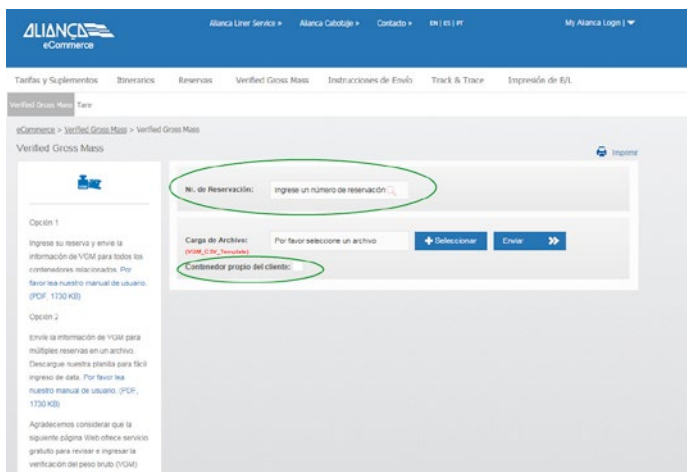 ALIANÇA
eCommerce
Alianca Liner Service » Alianca Cabotaje » Contacto » EN | ES | PT My Alianca Login |
Tarifas y Suplementos Itinerarios Reservas Verified Gross Mass Instrucciones de Envío Track & Trace Impresión de B/L
Verified Gross Mass Tare
eCommerce > Verified Gross Mass > Verified Gross Mass
Verified Gross Mass
Imprimir
Nr. de Reservación: Ingrese un número de reservación
Opción 1
Ingrese su reserva y envie la
información de VGM para todos los
contenedores relacionados. Por
favor lea nuestro manual de usuario.
(PDF, 1730 KB)
Carga de Archivo: Por favor seleccione un archivo Seleccionar Enviar
(VGM_CSV_Template)
Contenedor propio del cliente:
Opción 2
Envíe la información de VGM para
múltiples reservas en un archivo.
Descargue nuestra planilla para fácil
ingreso de data. Por favor lea
nuestro manual de usuario. (PDF,
1730 KB)
Agradecemos considerar que la
siguiente página Web ofrece servicio
gratuito para revisar e ingresar la
verificación del peso bruto (VGM)